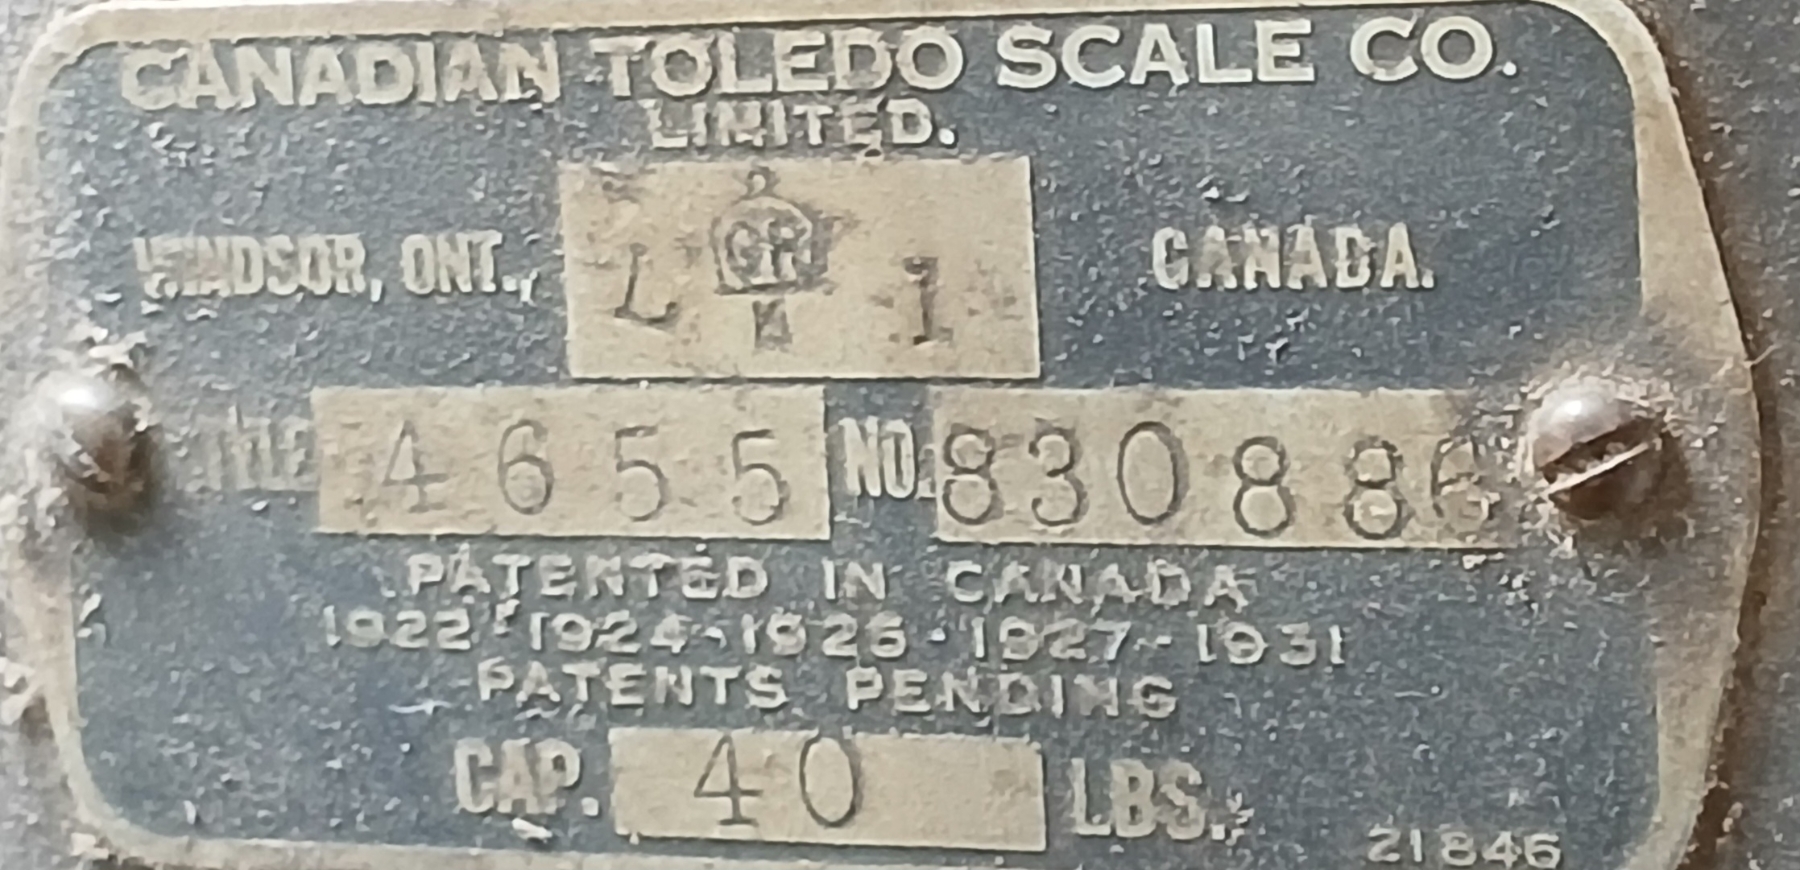 CANADIAN TOLEDO SCALE CO.
LIMITED.
WINDSOR, ONT., L GR M 1 CANADA.
4655 NO. 830886
PATENTED IN CANADA
1922-1924-1926-1927-1931
PATENTS PENDING
CAP. 40 LBS.
21846